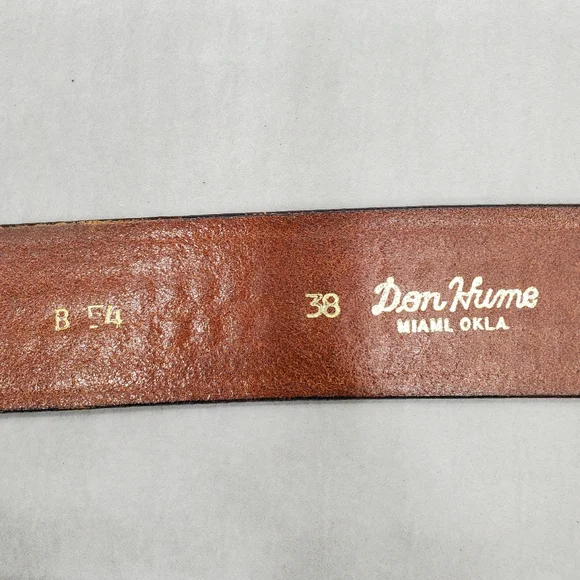 B 54
38
Don Hume
MIAMI, OKLA.